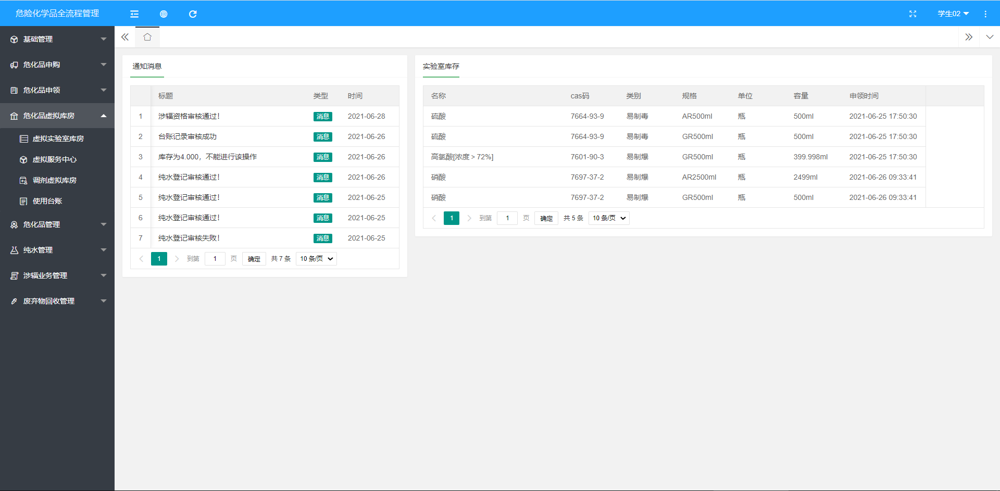 危险化学品全流程管理
学生02
基础管理
危化品申购
危化品申领
危化品虚拟库房
虚拟实验室库房
虚拟服务中心
调剂虚拟库房
使用台账
危化品管理
纯水管理
涉辐业务管理
废弃物回收管理
通知消息
标题 类型 时间
1 涉辐资格审核通过! 消息 2021-06-28
2 台账记录审核成功 消息 2021-06-26
3 库存为4.000，不能进行该操作 消息 2021-06-26
4 纯水登记审核通过! 消息 2021-06-26
5 纯水登记审核通过! 消息 2021-06-25
6 纯水登记审核通过! 消息 2021-06-25
7 纯水登记审核失败! 消息 2021-06-25
1 到第 1 页 确定 共 7 条 10 条/页
实验室库存
名称 cas码 类别 规格 单位 容量 申领时间
硫酸 7664-93-9 易制毒 AR500ml 瓶 500ml 2021-06-25 17:50:30
硫酸 7664-93-9 易制毒 GR500ml 瓶 500ml 2021-06-25 17:50:30
高氯酸[浓度＞72%] 7601-90-3 易制爆 GR500ml 瓶 399.998ml 2021-06-25 17:50:30
硝酸 7697-37-2 易制爆 AR2500ml 瓶 2499ml 2021-06-26 09:33:41
硝酸 7697-37-2 易制爆 GR500ml 瓶 500ml 2021-06-26 09:33:41
1 到第 1 页 确定 共 5 条 10 条/页